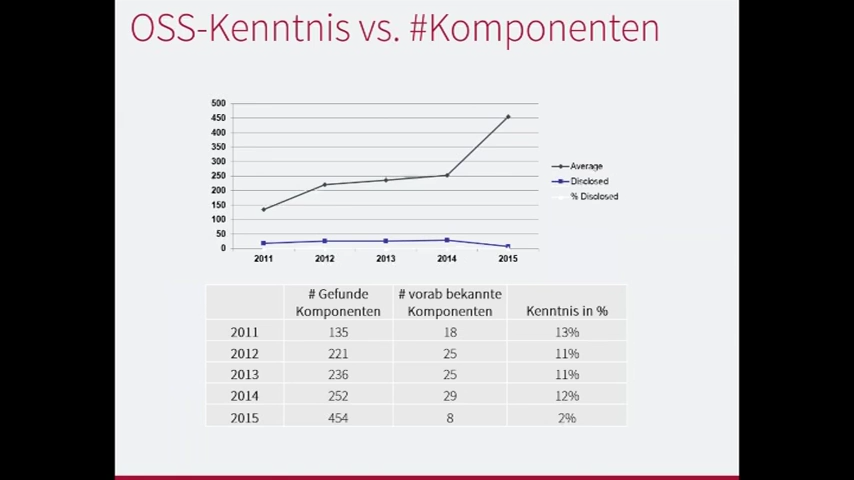 OSS-Kenntnis vs. #Komponenten
500
450
400
350
300
250
200
150
100
50
0
2011 2012 2013 2014 2015
Average
Disclosed
% Disclosed
# Gefunde Komponenten # vorab bekannte Komponenten Kenntnis in %
2011 135 18 13%
2012 221 25 11%
2013 236 25 11%
2014 252 29 12%
2015 454 8 2%